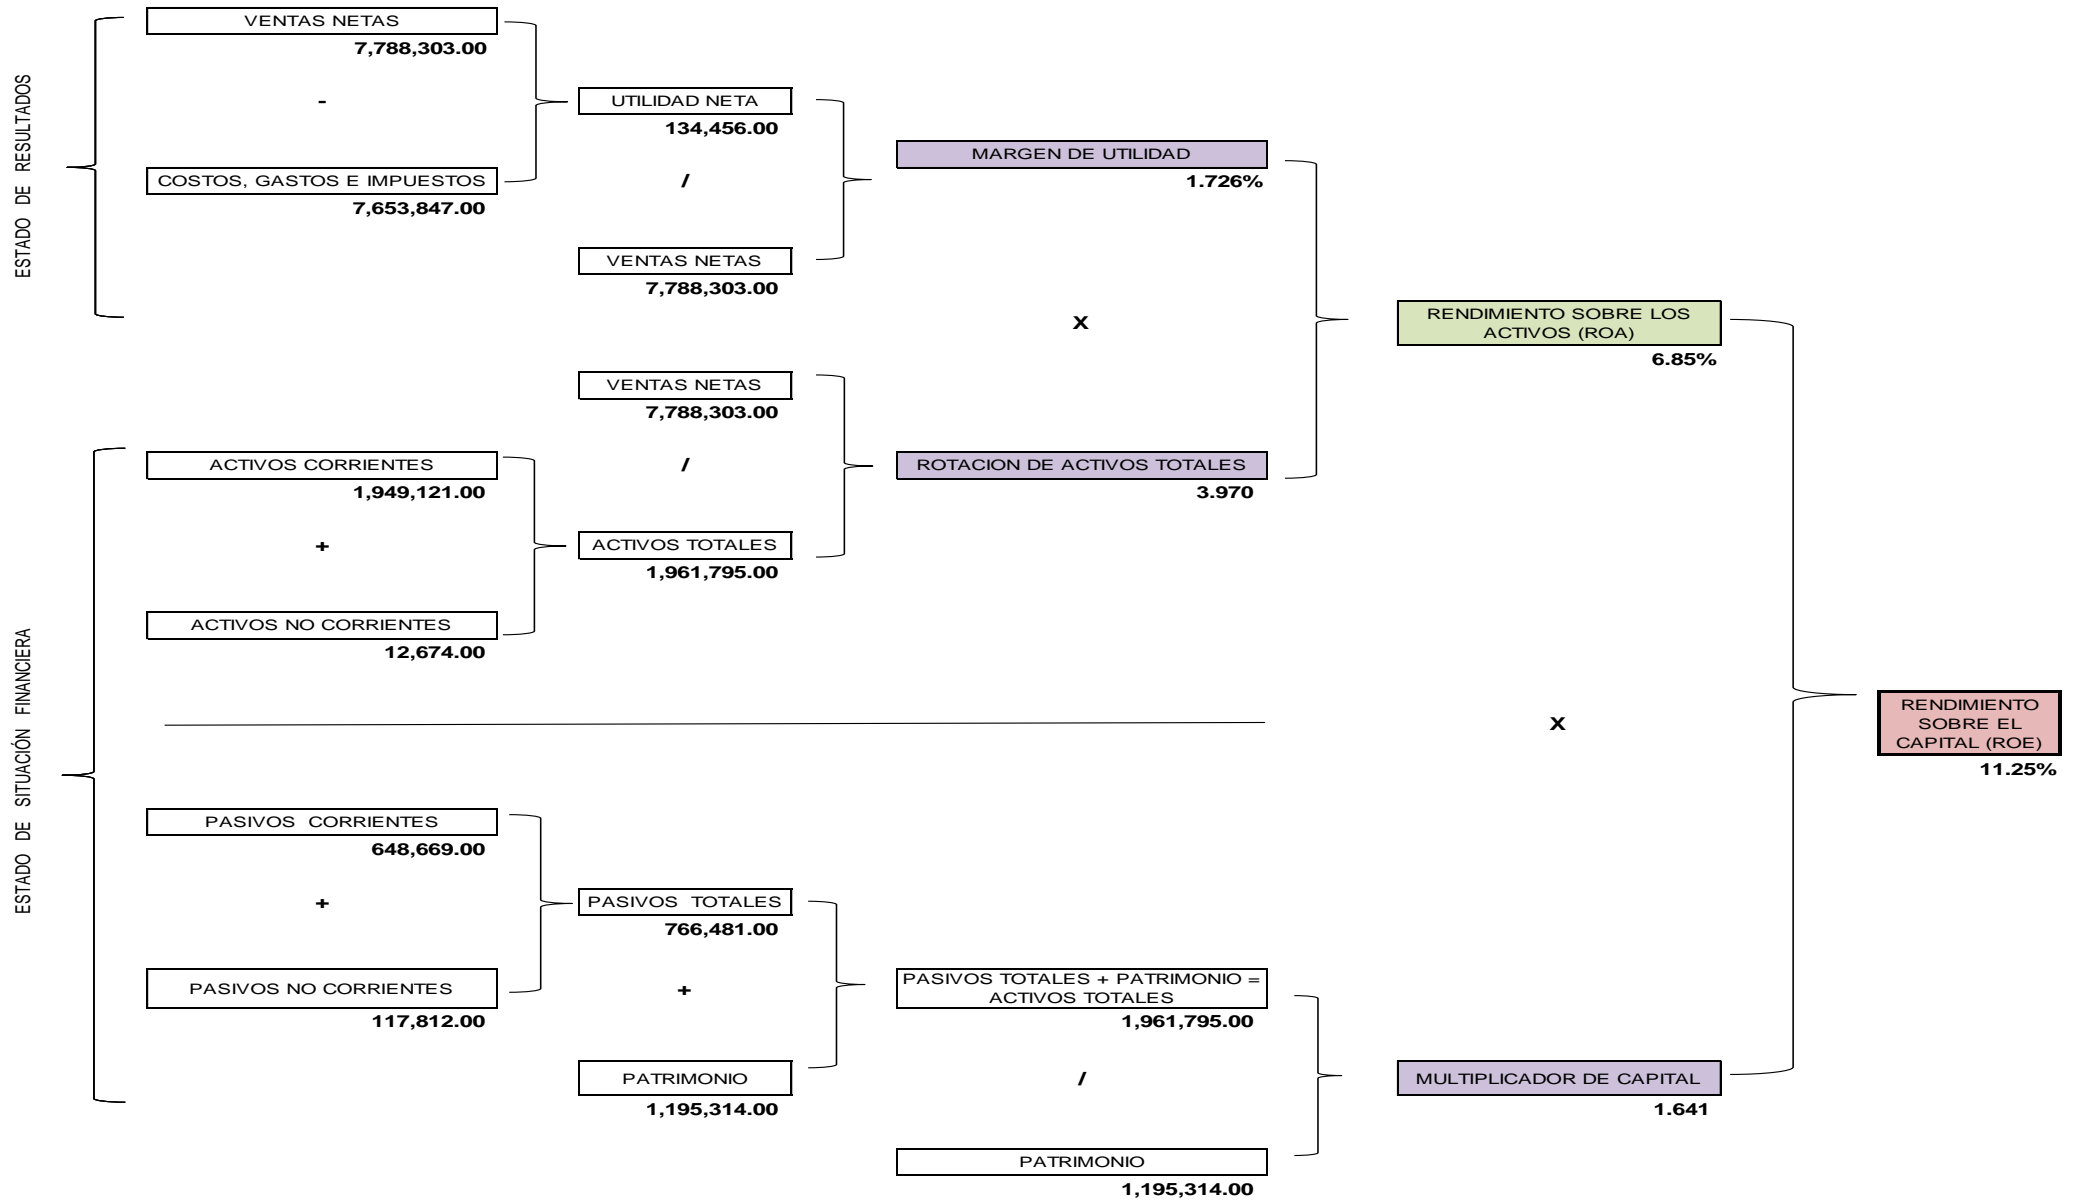 ESTADO DE RESULTADOS
VENTAS NETAS
7,788,303.00
-
COSTOS, GASTOS E IMPUESTOS
7,653,847.00
UTILIDAD NETA
134,456.00
/
VENTAS NETAS
7,788,303.00
MARGEN DE UTILIDAD
1.726%
X
VENTAS NETAS
7,788,303.00
/
ACTIVOS TOTALES
1,961,795.00
ROTACION DE ACTIVOS TOTALES
3.970
RENDIMIENTO SOBRE LOS
ACTIVOS (ROA)
6.85%
ESTADO DE SITUACIÓN FINANCIERA
ACTIVOS CORRIENTES
1,949,121.00
+
ACTIVOS NO CORRIENTES
12,674.00
X
RENDIMIENTO
SOBRE EL
CAPITAL (ROE)
11.25%
PASIVOS CORRIENTES
648,669.00
+
PASIVOS NO CORRIENTES
117,812.00
PASIVOS TOTALES
766,481.00
+
PATRIMONIO
1,195,314.00
PASIVOS TOTALES + PATRIMONIO =
ACTIVOS TOTALES
1,961,795.00
/
PATRIMONIO
1,195,314.00
MULTIPLICADOR DE CAPITAL
1.641